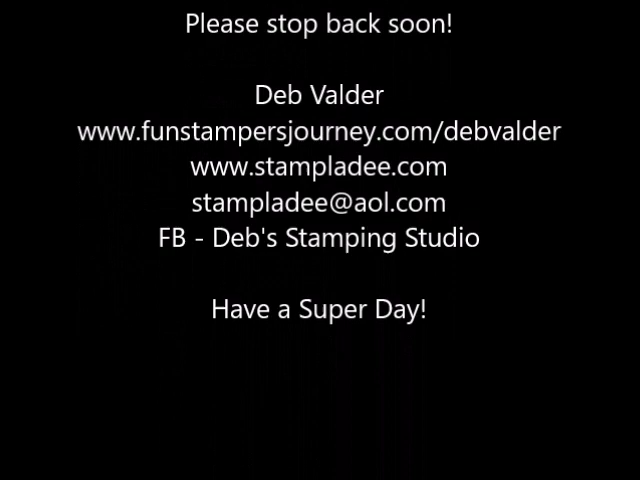 Please stop back soon!
Deb Valder
www.funstampersjourney.com/debvalder
www.stampladee.com
stampladee@aol.com
FB - Deb's Stamping Studio
Have a Super Day!